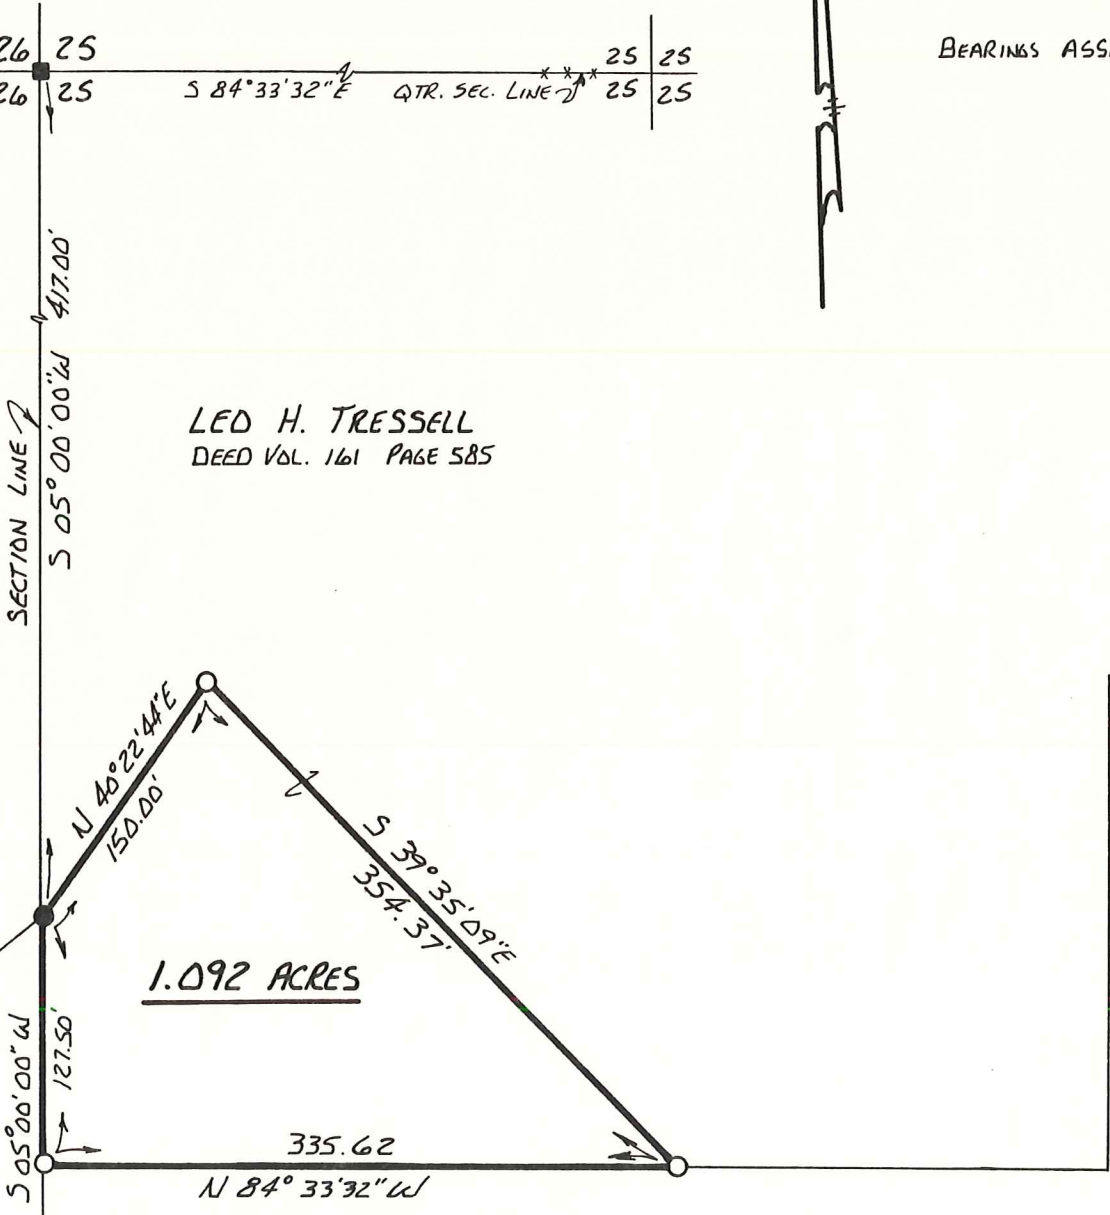 26 25
25 25
BEARINGS ASS
26 25
S 84°33'32"E
QTR. SEC. LINE
25 25
417.00'
S 05°00'00"W
SECTION LINE
LEO H. TRESSELL
DEED VOL. 161 PAGE 585
N 40°22'44"E
150.00'
S 39°35'09"E
354.37'
1.092 ACRES
S 05°00'00"W
127.50'
335.62
N 84°33'32"W